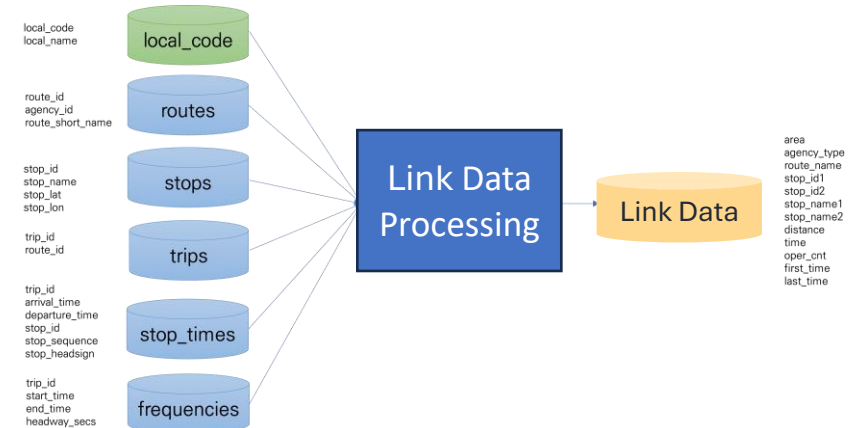 local_code
local_name
local_code
route_id
agency_id
route_short_name
routes
stop_id
stop_name
stop_lat
stop_lon
stops
trip_id
route_id
trips
trip_id
arrival_time
departure_time
stop_id
stop_sequence
stop_headsign
stop_times
trip_id
start_time
end_time
headway_secs
frequencies
Link Data
Processing
Link Data
area
agency_type
route_name
stop_id1
stop_id2
stop_name1
stop_name2
distance
time
oper_cnt
first_time
last_time